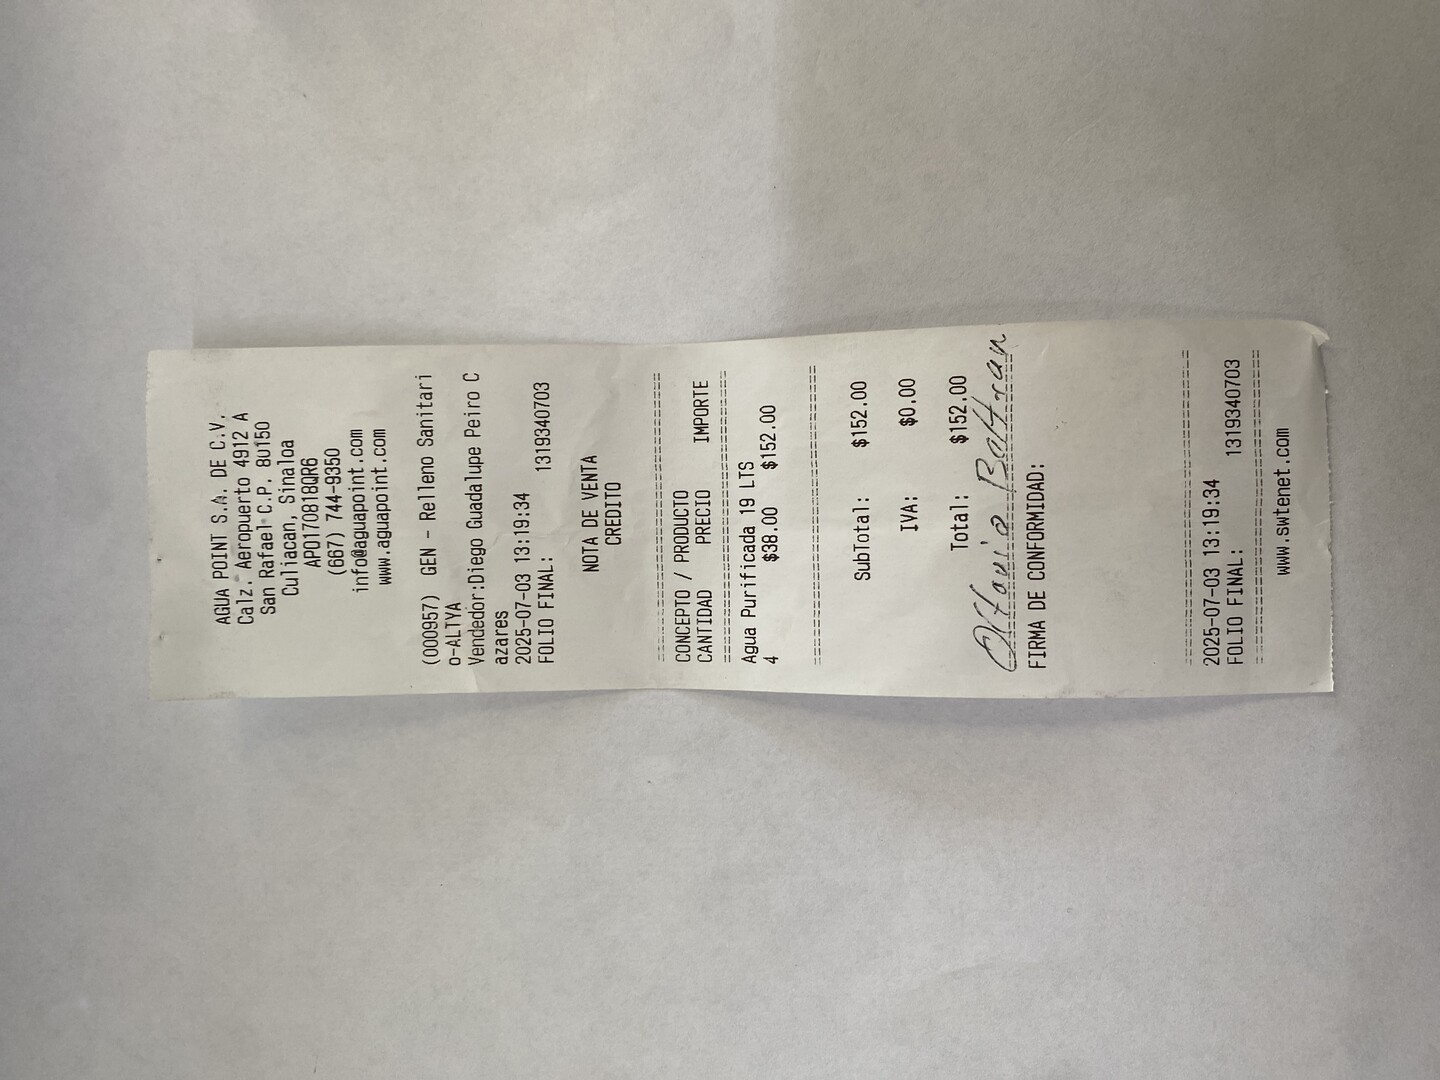 AGUA POINT S.A. DE C.V.
Calz. Aeropuerto 4912 A
San Rafael C.P. 80150
Culiacan, Sinaloa
APO170818QR6
(667) 744-9350
info@aguapoint.com
www.aguapoint.com
(000957) GEN - Relleno Sanitari
o-ALTYA
Vendedor:Diego Guadalupe Peiro C
azares
2025-07-03 13:19:34
FOLIO FINAL: 1319340703
NOTA DE VENTA
CREDITO
================================
CONCEPTO / PRODUCTO
CANTIDAD PRECIO IMPORTE
================================
Agua Purificada 19 LTS
4 $38.00 $152.00
================================
SubTotal: $152.00
IVA: $0.00
Total: $152.00
Octavio Beltran
================================
FIRMA DE CONFORMIDAD:
================================
2025-07-03 13:19:34
FOLIO FINAL: 1319340703
================================
www.swtenet.com